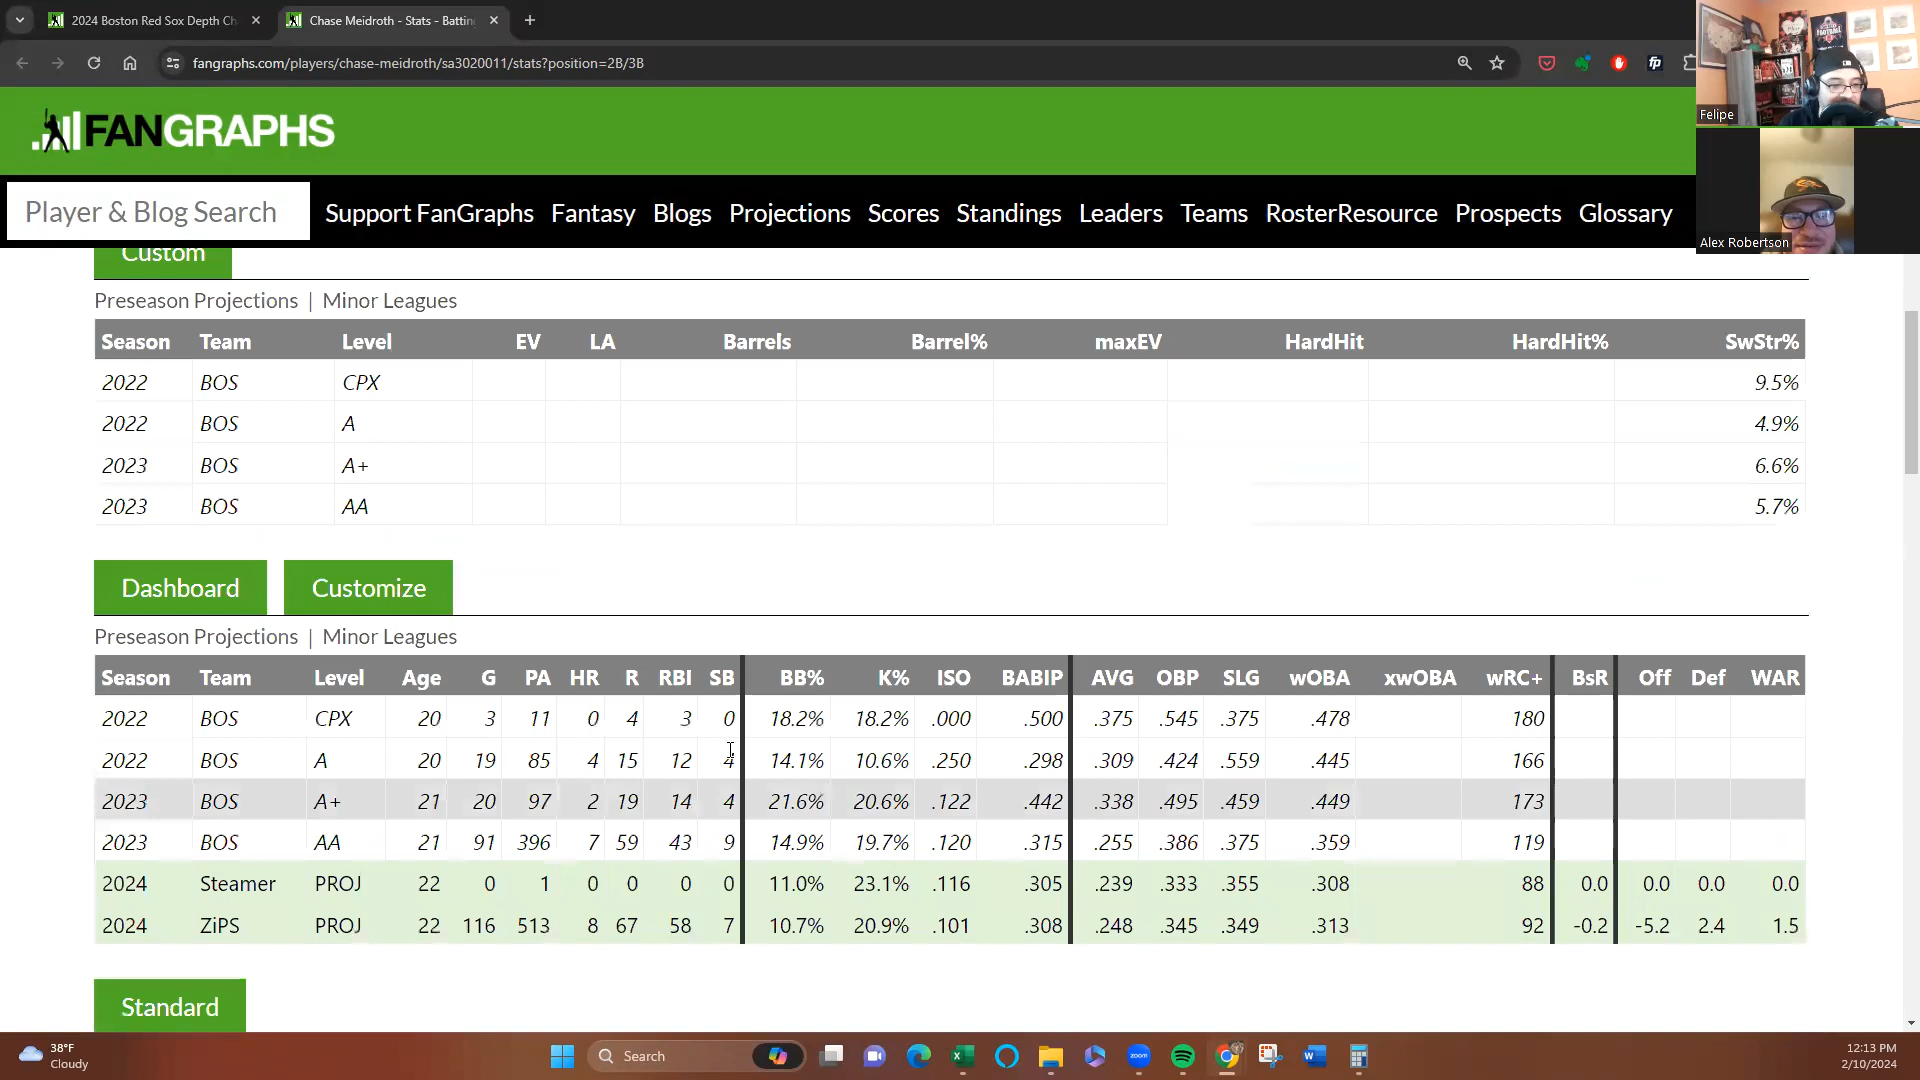 2024 Boston Red Sox Depth Ch
Chase Meidroth - Stats - Battin
fangraphs.com/players/chase-meidroth/sa3020011/stats?position=2B/3B
Felipe
Alex Robertson
FANGRAPHS
Player & Blog Search Support FanGraphs Fantasy Blogs Projections Scores Standings Leaders Teams RosterResource Prospects Glossary
Custom
Preseason Projections | Minor Leagues
Season Team Level EV LA Barrels Barrel% maxEV HardHit HardHit% SwStr%
2022 BOS CPX 9.5%
2022 BOS A 4.9%
2023 BOS A+ 6.6%
2023 BOS AA 5.7%
Dashboard Customize
Preseason Projections | Minor Leagues
Season Team Level Age G PA HR R RBI SB BB% K% ISO BABIP AVG OBP SLG wOBA xwOBA wRC+ BsR Off Def WAR
2022 BOS CPX 20 3 11 0 4 3 0 18.2% 18.2% .000 .500 .375 .545 .375 .478 180
2022 BOS A 20 19 85 4 15 12 4 14.1% 10.6% .250 .298 .309 .424 .559 .445 166
2023 BOS A+ 21 20 97 2 19 14 4 21.6% 20.6% .122 .442 .338 .495 .459 .449 173
2023 BOS AA 21 91 396 7 59 43 9 14.9% 19.7% .120 .315 .255 .386 .375 .359 119
2024 Steamer PROJ 22 0 1 0 0 0 0 11.0% 23.1% .116 .305 .239 .333 .355 .308 88 0.0 0.0 0.0 0.0
2024 ZiPS PROJ 22 116 513 8 67 58 7 10.7% 20.9% .101 .308 .248 .345 .349 .313 92 -0.2 -5.2 2.4 1.5
Standard
38°F
Cloudy
Search
zoom
12:13 PM
2/10/2024